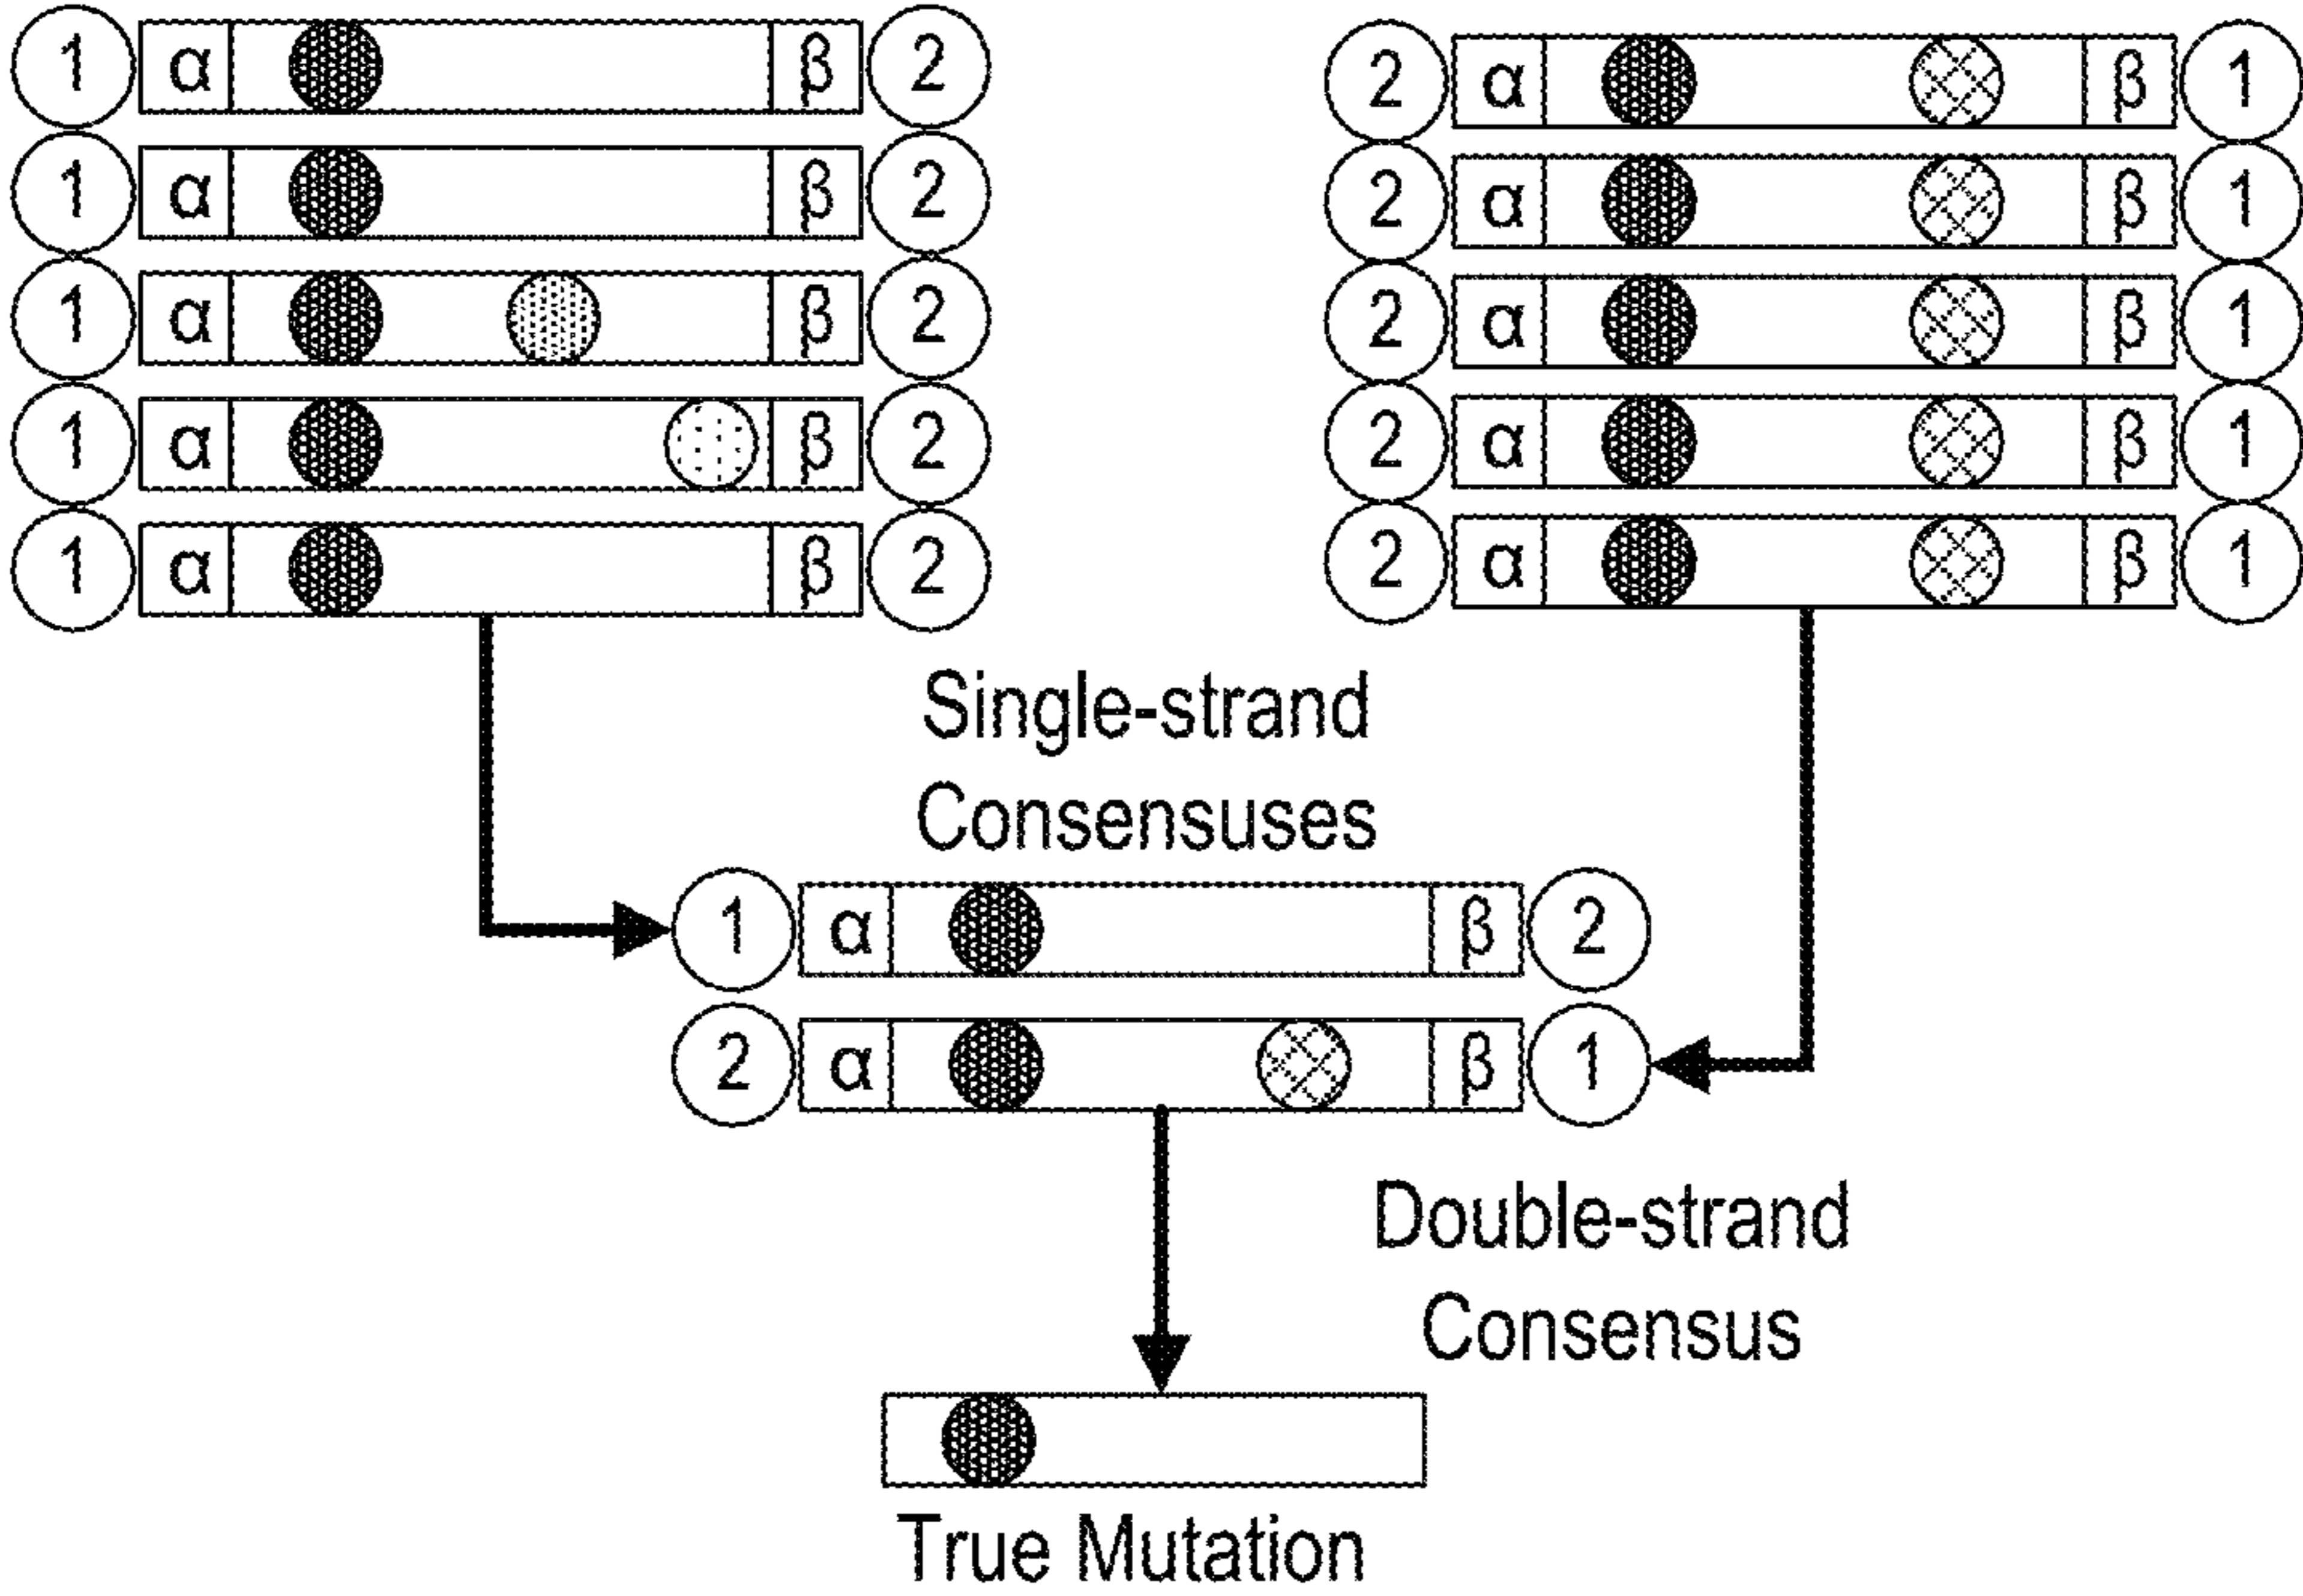 1 α β 2 2 α β 1
1 α β 2 2 α β 1
1 α β 2 2 α β 1
1 α β 2 2 α β 1
1 α β 2 2 α β 1
Single-strand
Consensuses
1 α β 2
2 α β 1
Double-strand
Consensus
True Mutation